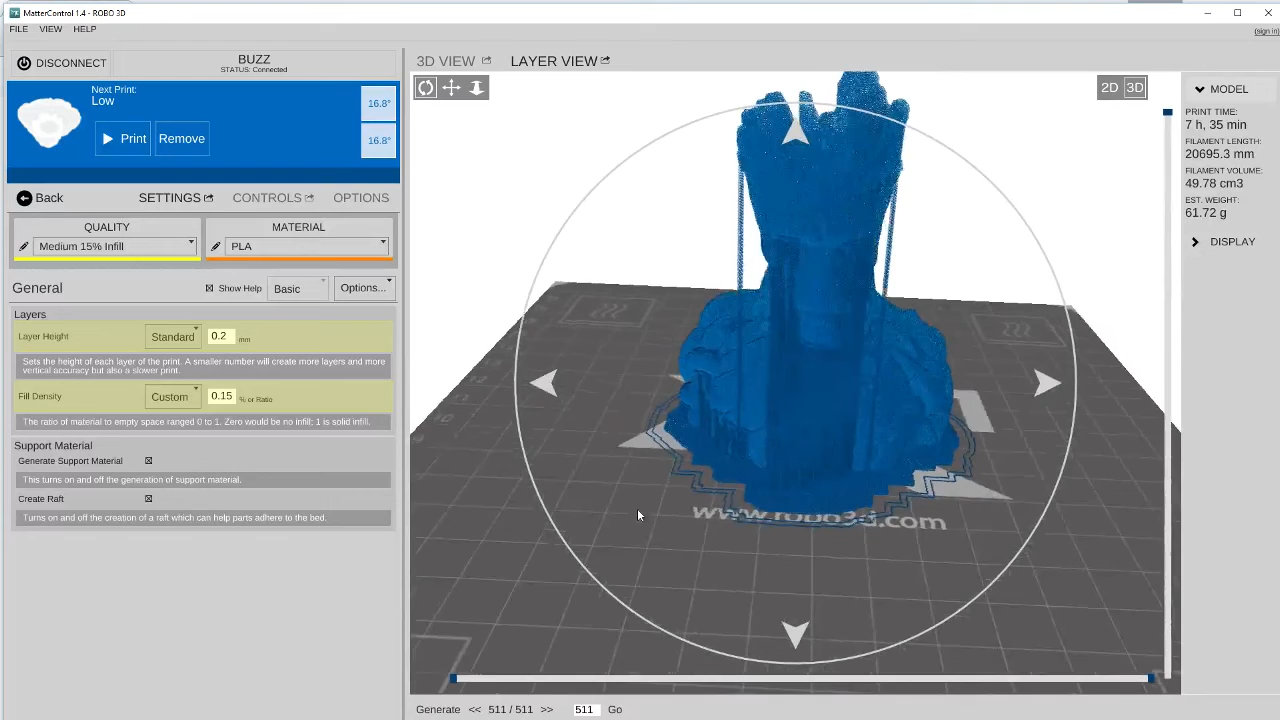 MatterControl 1.4 - ROBO 3D
FILE VIEW HELP
(sign in)
DISCONNECT
BUZZ
STATUS: Connected
Next Print:
Low
Print Remove
16.8°
16.8°
Back SETTINGS CONTROLS OPTIONS
QUALITY MATERIAL
Medium 15% Infill PLA
General Show Help Basic Options...
Layers
Layer Height Standard 0.2 mm
Sets the height of each layer of the print. A smaller number will create more layers and more
vertical accuracy but also a slower print.
Fill Density Custom 0.15 % or Ratio
The ratio of material to empty space ranged 0 to 1. Zero would be no infill; 1 is solid infill.
Support Material
Generate Support Material
This turns on and off the generation of support material.
Create Raft
Turns on and off the creation of a raft which can help parts adhere to the bed.
3D VIEW LAYER VIEW
2D 3D
www.robo3d.com
Generate << 511 / 511 >> 511 Go
MODEL
PRINT TIME:
7 h, 35 min
FILAMENT LENGTH:
20695.3 mm
FILAMENT VOLUME:
49.78 cm3
EST. WEIGHT:
61.72 g
DISPLAY